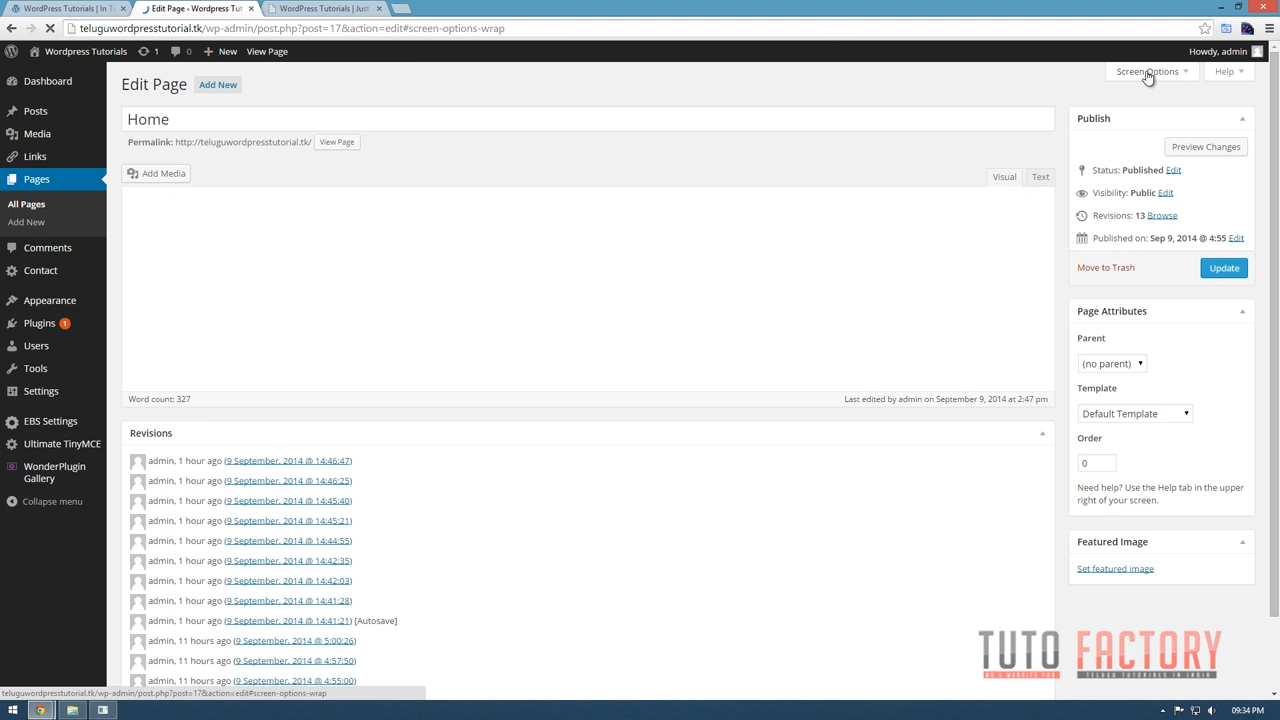 WordPress Tutorials | In T
Edit Page ‹ Wordpress Tut
WordPress Tutorials | Just
teluguwordpresstutorial.tk/wp-admin/post.php?post=17&action=edit#screen-options-wrap
Wordpress Tutorials 1 0 New View Page Howdy, admin
Screen Options Help
Edit Page Add New
Home
Permalink: http://teluguwordpresstutorial.tk/ View Page
Add Media
Visual Text
Word count: 327 Last edited by admin on September 9, 2014 at 2:47 pm
Revisions
admin, 1 hour ago (9 September, 2014 @ 14:46:47)
admin, 1 hour ago (9 September, 2014 @ 14:46:25)
admin, 1 hour ago (9 September, 2014 @ 14:45:40)
admin, 1 hour ago (9 September, 2014 @ 14:45:21)
admin, 1 hour ago (9 September, 2014 @ 14:44:55)
admin, 1 hour ago (9 September, 2014 @ 14:42:35)
admin, 1 hour ago (9 September, 2014 @ 14:42:03)
admin, 1 hour ago (9 September, 2014 @ 14:41:28)
admin, 1 hour ago (9 September, 2014 @ 14:41:21) [Autosave]
admin, 11 hours ago (9 September, 2014 @ 5:00:26)
admin, 11 hours ago (9 September, 2014 @ 4:57:50)
admin, 11 hours ago (9 September, 2014 @ 4:55:00)
Dashboard
Posts
Media
Links
Pages
All Pages
Add New
Comments
Contact
Appearance
Plugins 1
Users
Tools
Settings
EBS Settings
Ultimate TinyMCE
WonderPlugin
Gallery
Collapse menu
Publish
Preview Changes
Status: Published Edit
Visibility: Public Edit
Revisions: 13 Browse
Published on: Sep 9, 2014 @ 4:55 Edit
Move to Trash Update
Page Attributes
Parent
(no parent)
Template
Default Template
Order
0
Need help? Use the Help tab in the upper
right of your screen.
Featured Image
Set featured image
TUTO FACTORY
NO.1 WEBSITE FOR TELUGU TUTORIALS IN INDIA
teluguwordpresstutorial.tk/wp-admin/post.php?post=17&action=edit#screen-options-wrap
09:34 PM